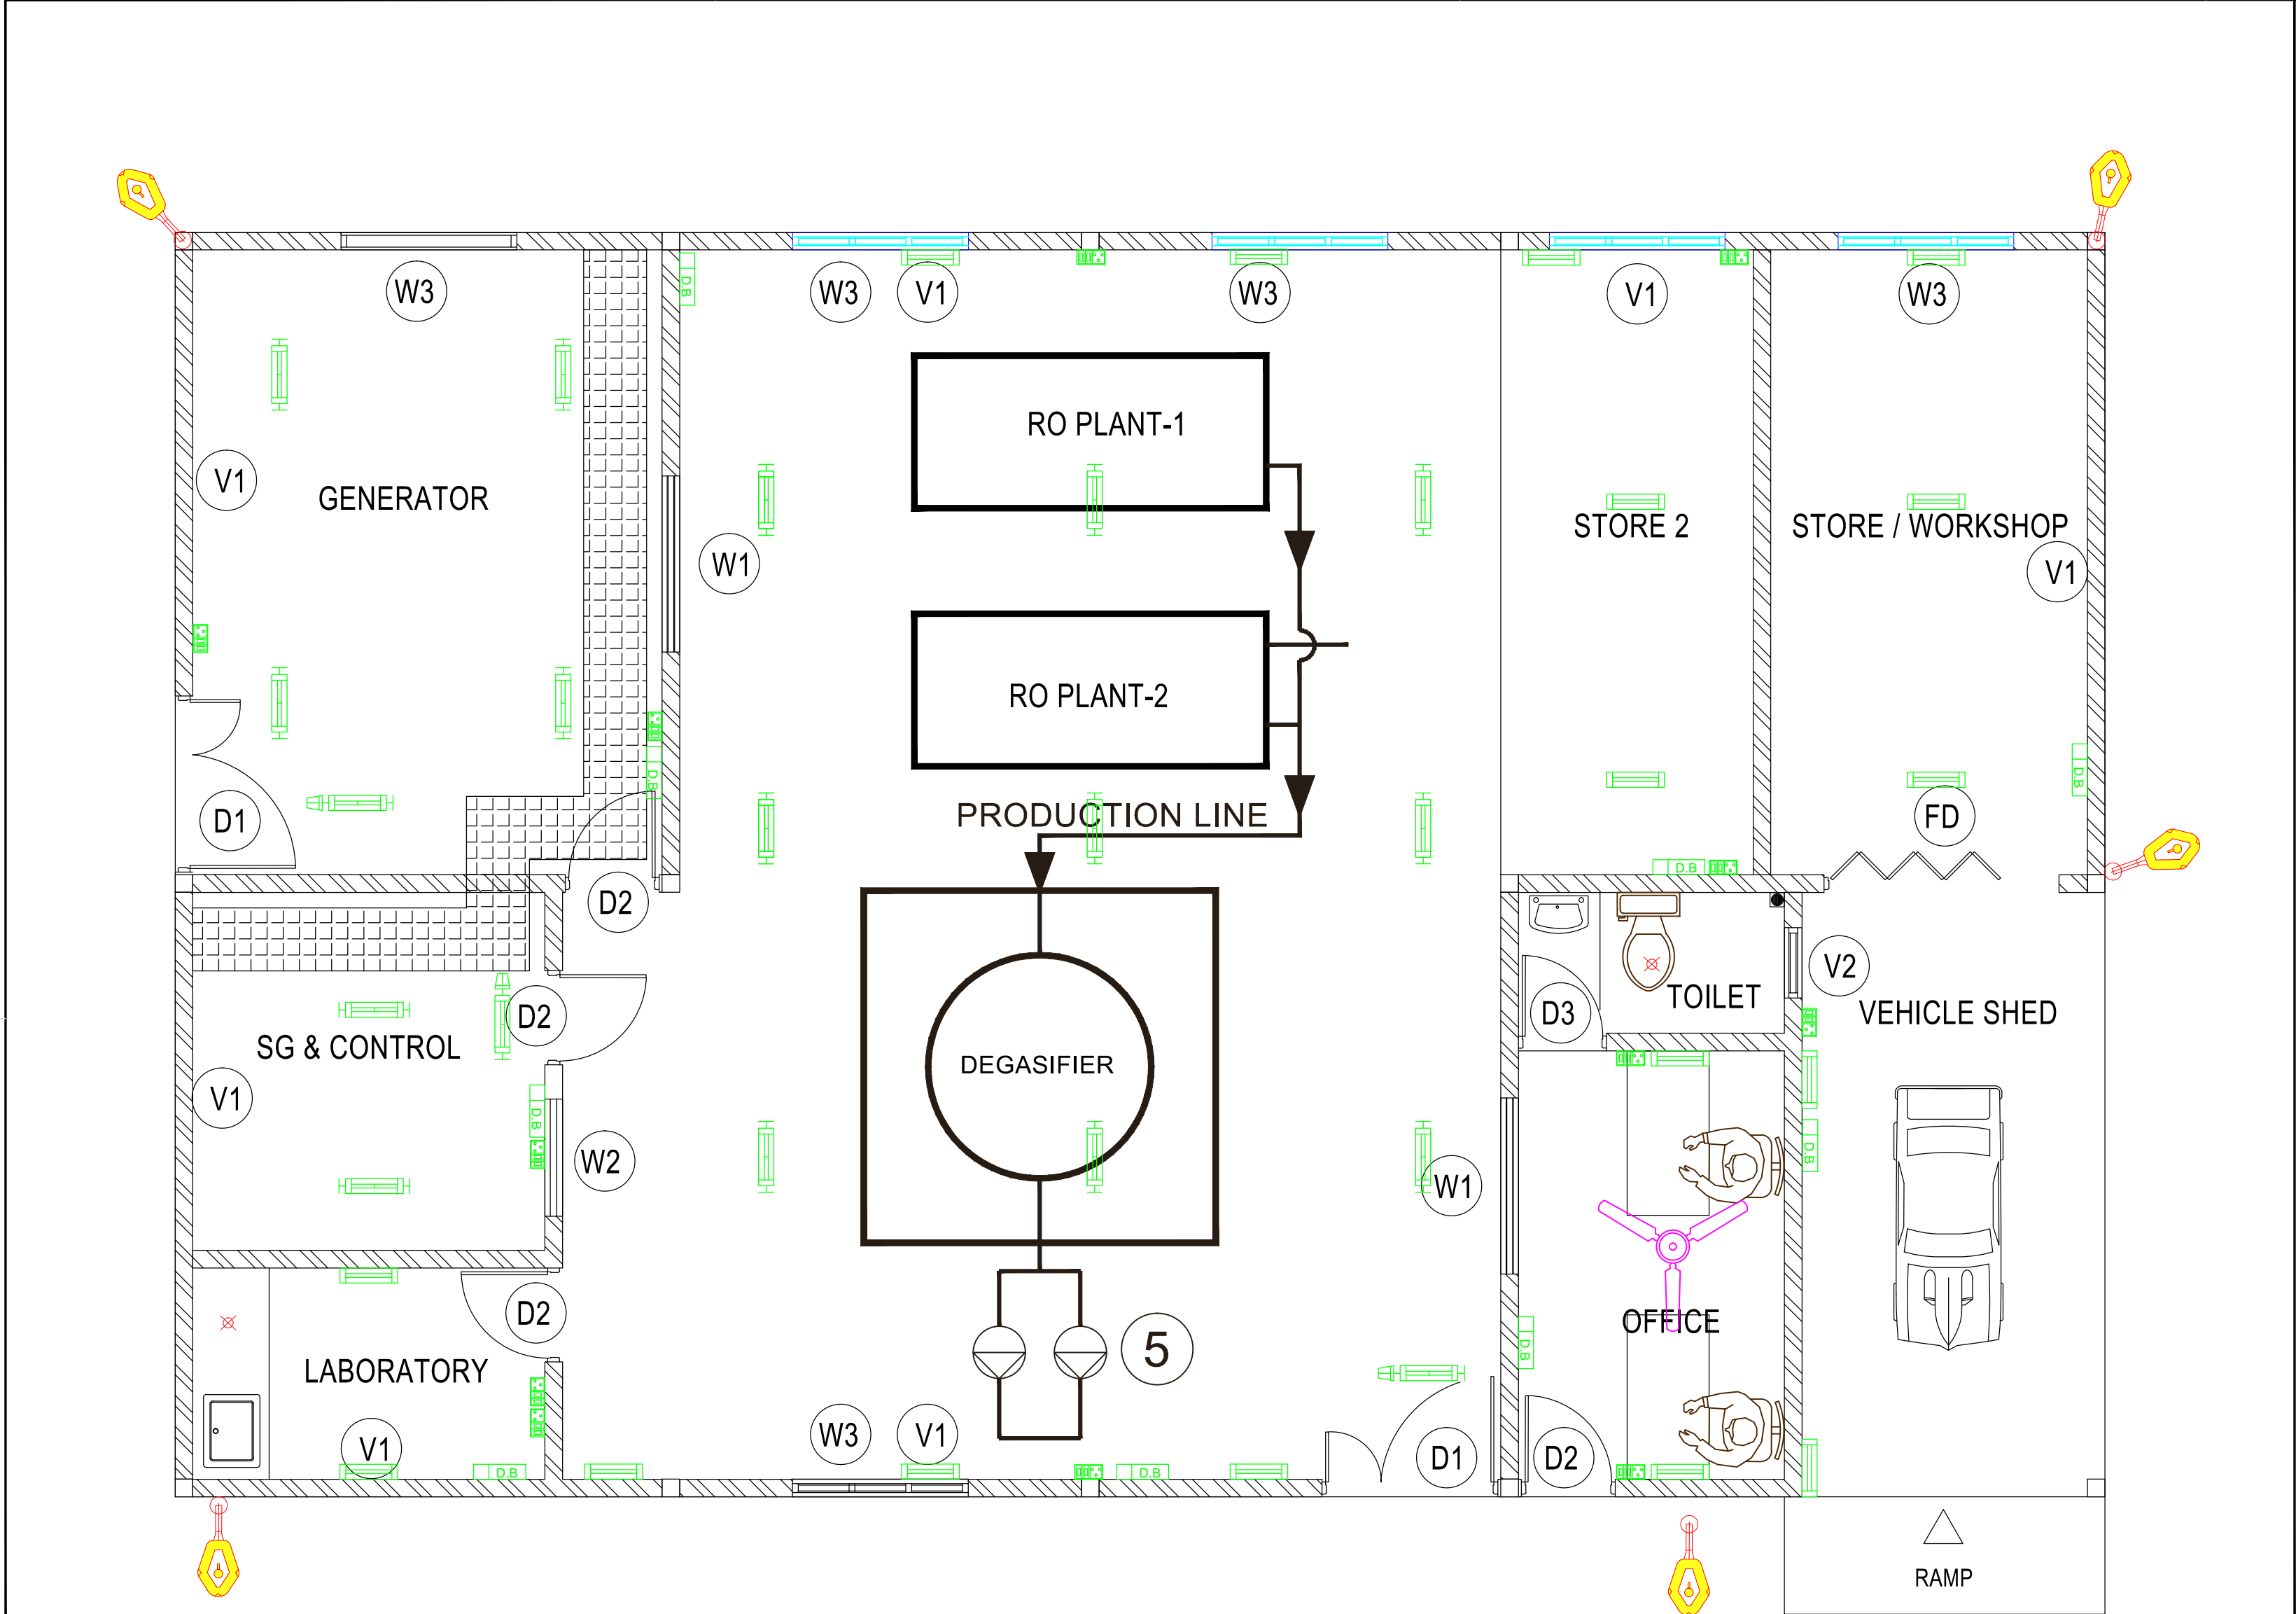 W3
W3
V1
W3
V1
W3
D.B
RO PLANT-1
V1
GENERATOR
STORE 2
STORE / WORKSHOP
W1
V1
RO PLANT-2
D.B
D.B
D1
PRODUCTION LINE
FD
D.B
D2
V2
D2
D3
TOILET
VEHICLE SHED
SG & CONTROL
DEGASIFIER
V1
D.B
D.B
W2
W1
D2
OFFICE
D.B
5
LABORATORY
V1
W3
V1
D1
D2
D.B
D.B
RAMP